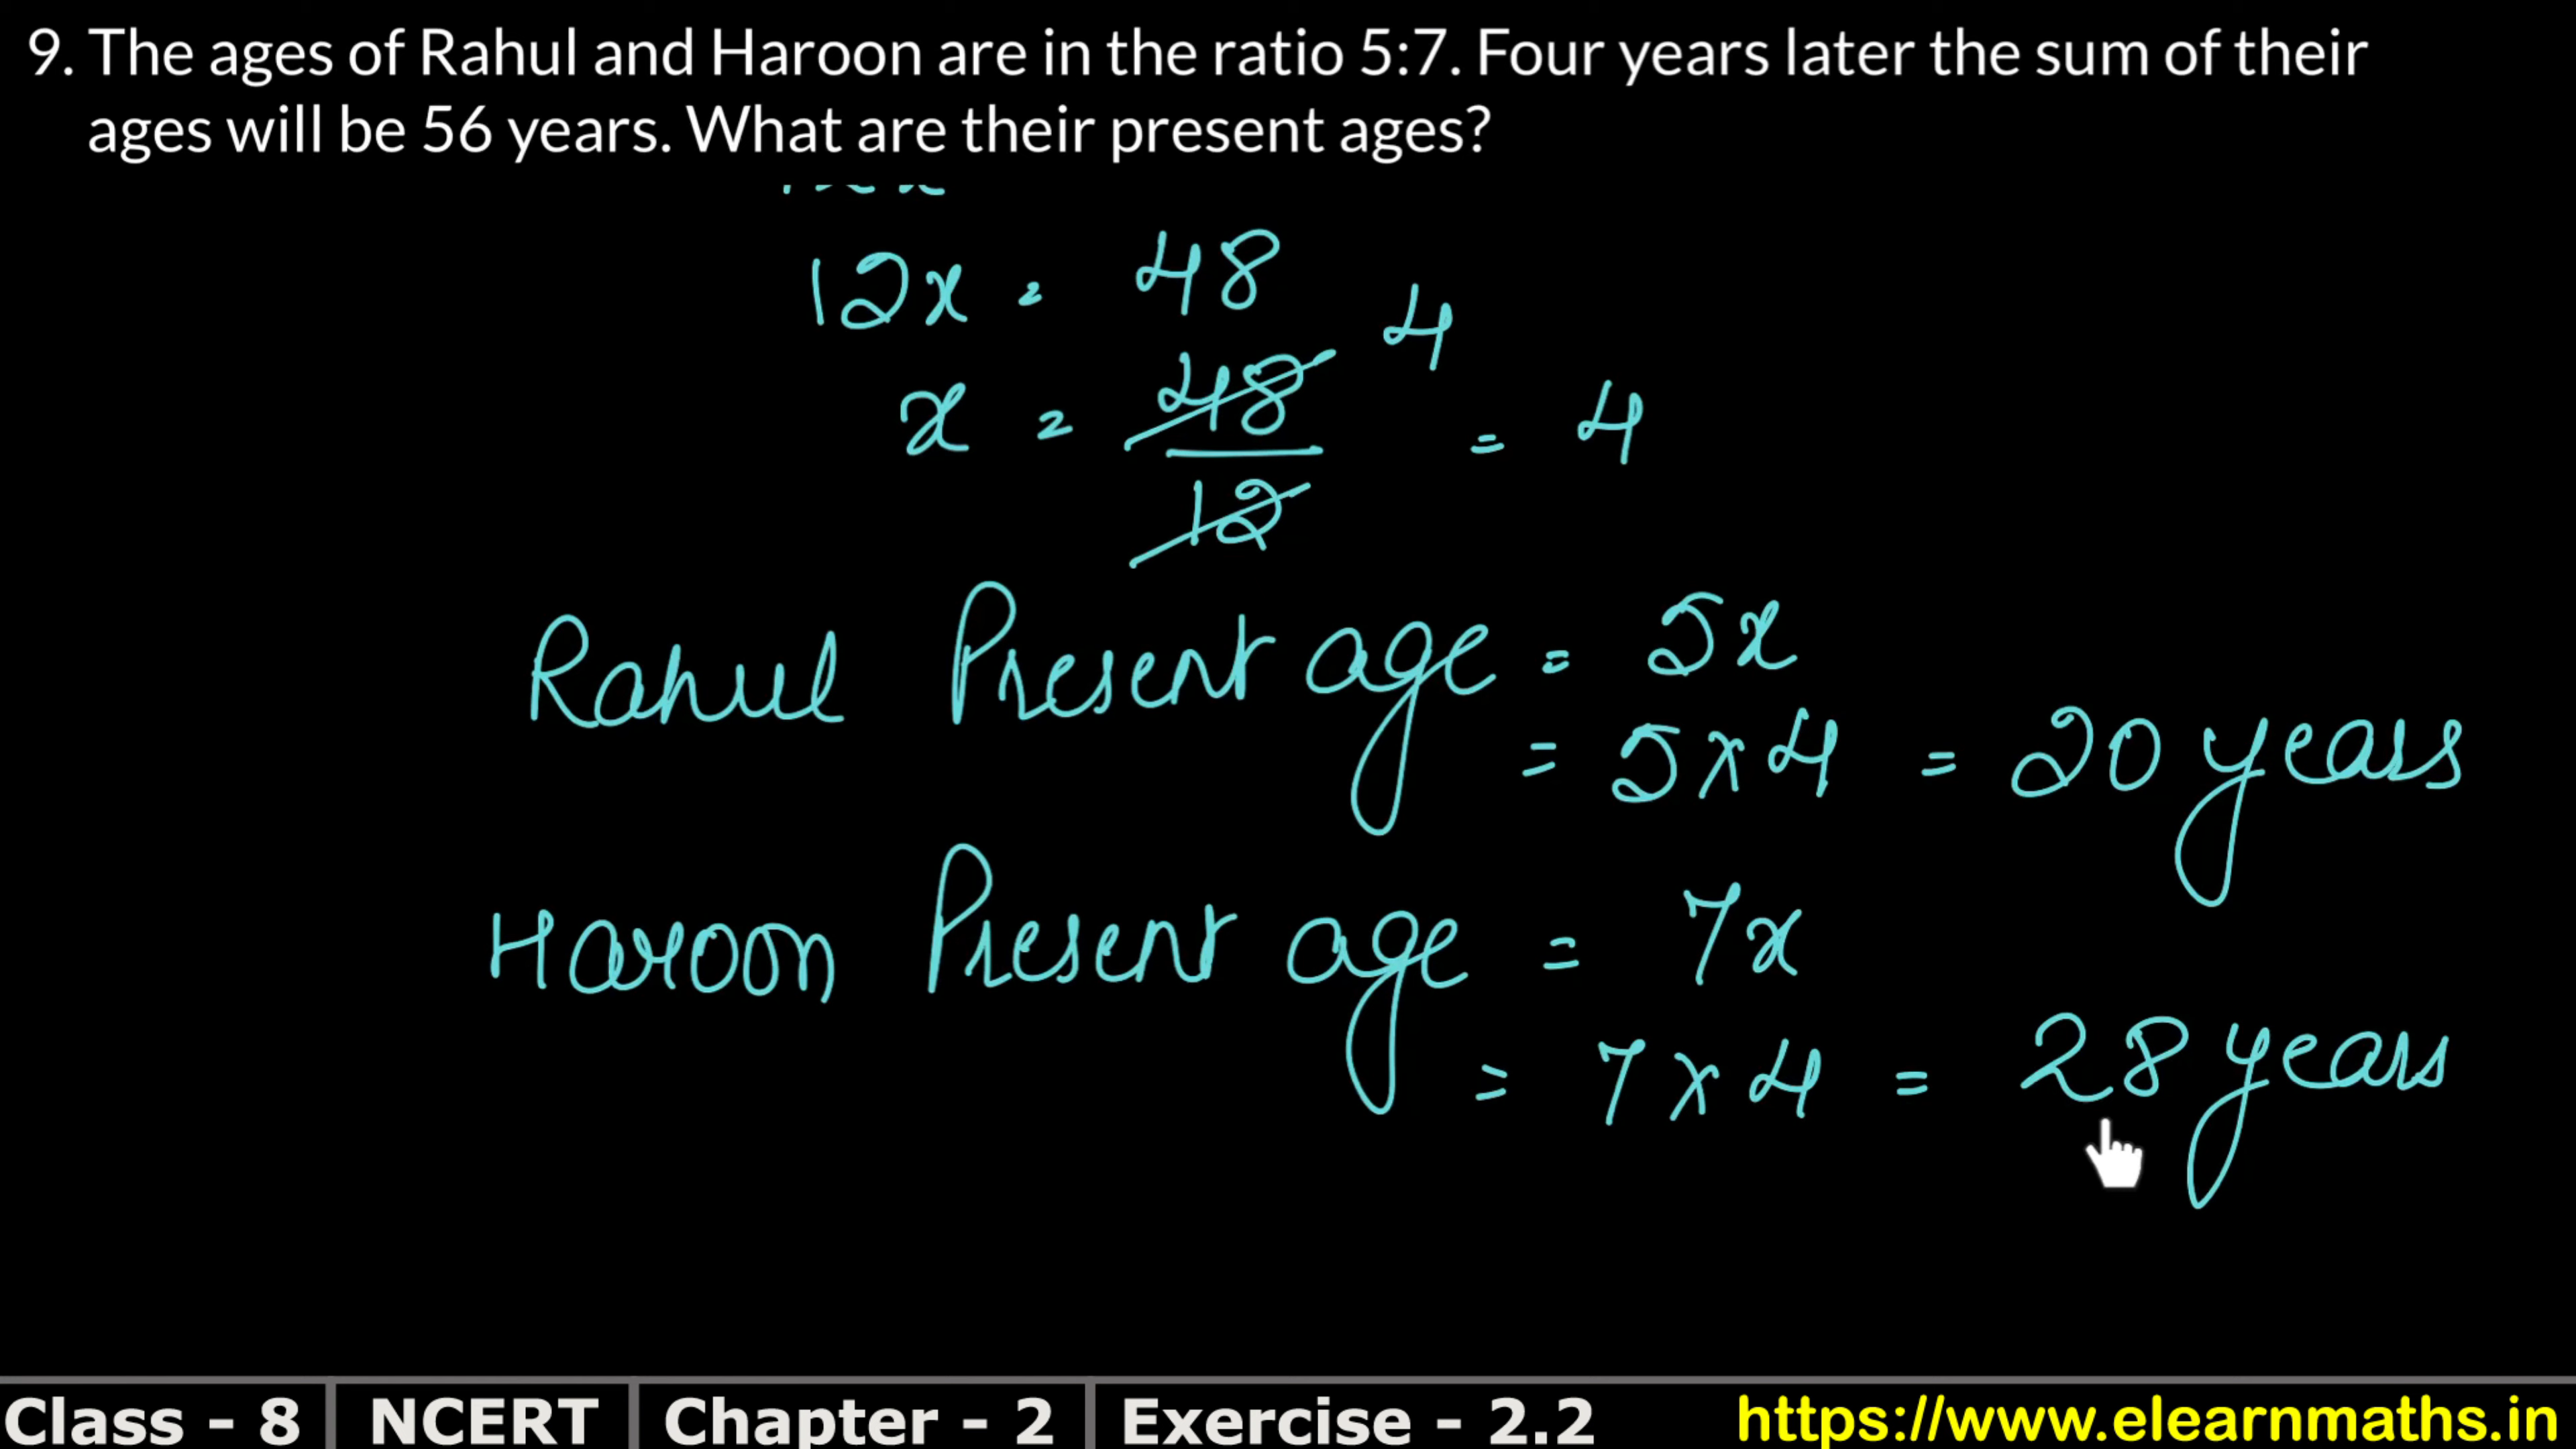 9. The ages of Rahul and Haroon are in the ratio 5:7. Four years later the sum of their
ages will be 56 years. What are their present ages?
12x = 48
x = 48/12 4 = 4
Rahul Present age = 5x
= 5x4 = 20 years
Haroon Present age = 7x
= 7x4 = 28 years
Class - 8 NCERT Chapter - 2 Exercise - 2.2 https://www.elearnmaths.in